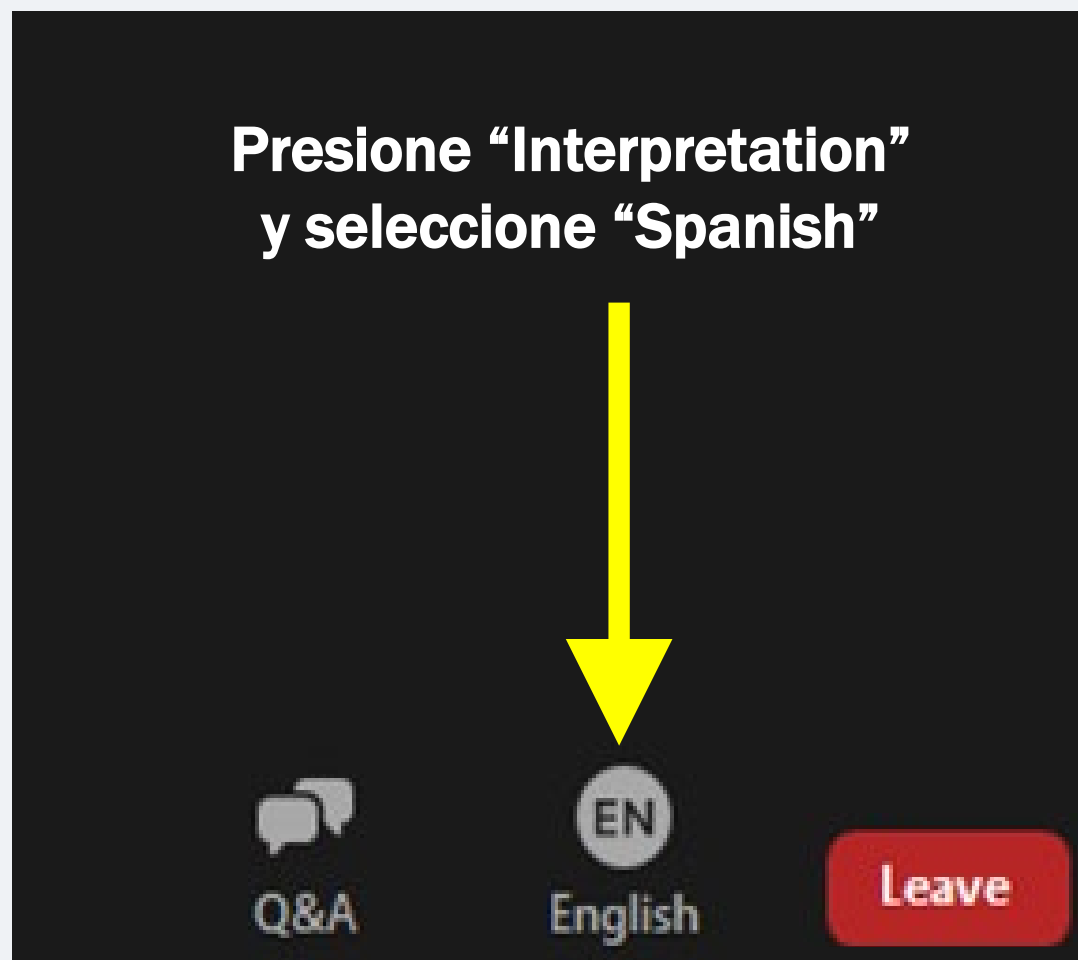 Presione “Interpretation”
y seleccione “Spanish”
EN
Q&A
English
Leave